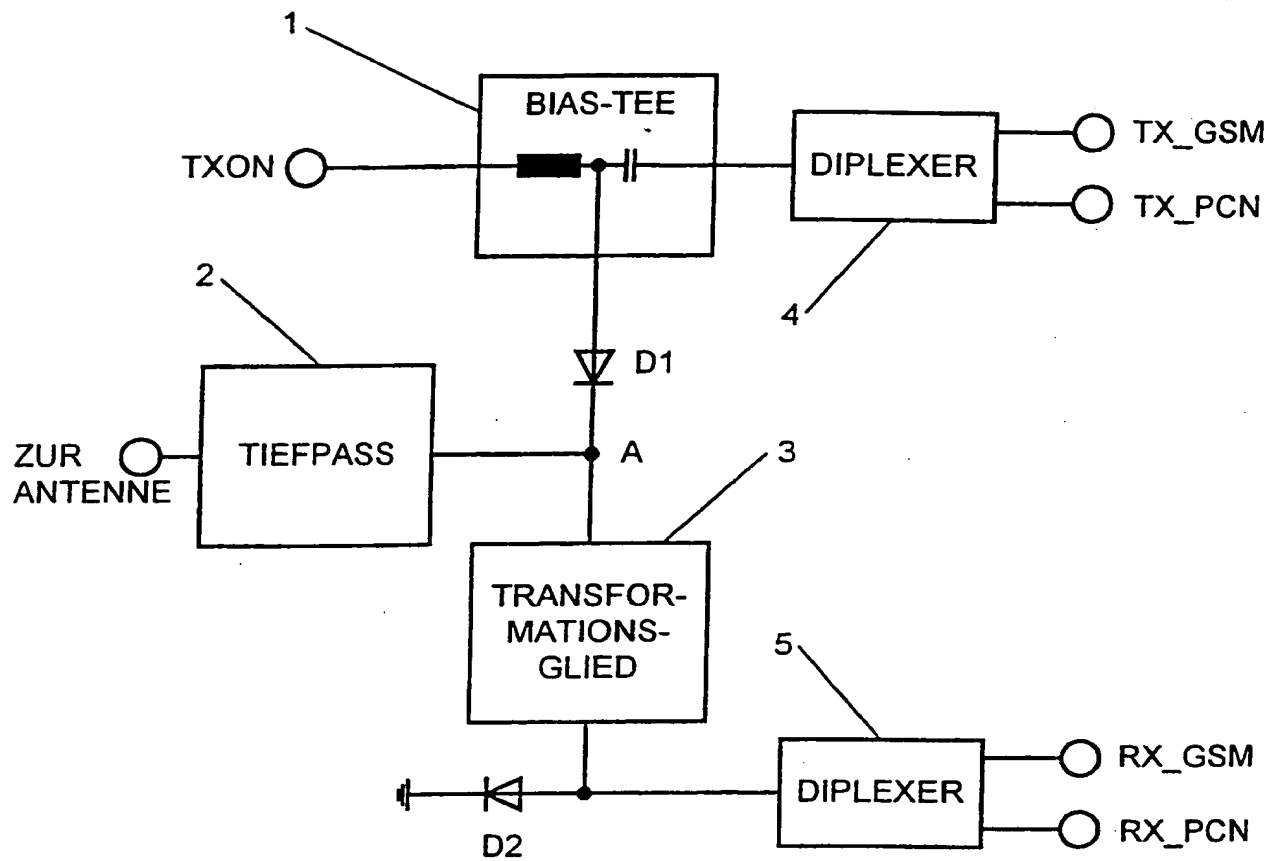 1
BIAS-TEE
TXON
DIPLEXER
TX_GSM
TX_PCN
4
2
D1
TIEFPASS
ZUR
ANTENNE
A
3
TRANSFOR-
MATIONS-
GLIED
5
DIPLEXER
RX_GSM
RX_PCN
D2